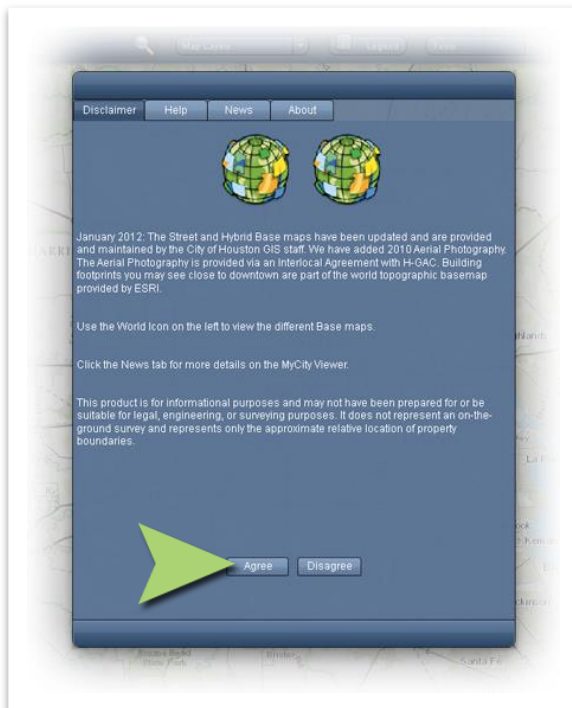 Map Layers Legend
Disclaimer Help News About
January 2012: The Street and Hybrid Base maps have been updated and are provided
and maintained by the City of Houston GIS staff. We have added 2010 Aerial Photography.
The Aerial Photography is provided via an Interlocal Agreement with H-GAC. Building
footprints you may see close to downtown are part of the world topographic basemap
provided by ESRI.
Use the World Icon on the left to view the different Base maps.
Click the News tab for more details on the MyCity Viewer.
This product is for informational purposes and may not have been prepared for or be
suitable for legal, engineering, or surveying purposes. It does not represent an on-the-
ground survey and represents only the approximate relative location of property
boundaries.
Agree Disagree
Brazos Bend
State Park
Santa Fe